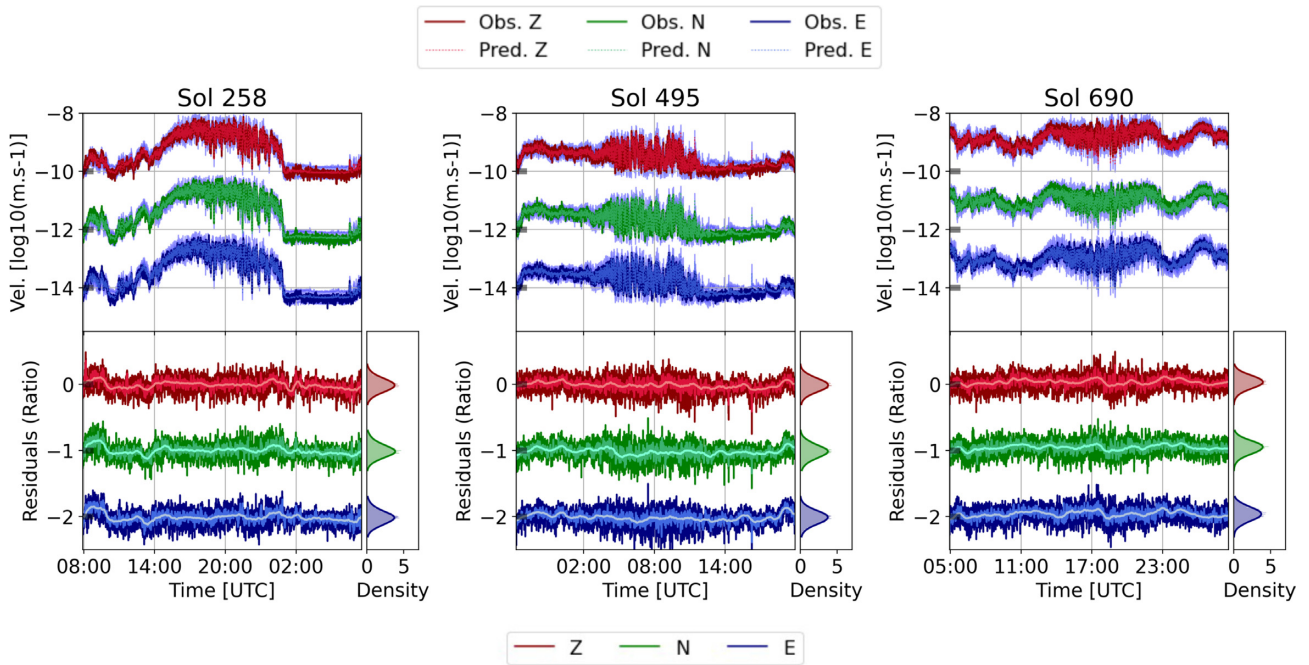 Obs. Z Obs. N Obs. E
Pred. Z Pred. N Pred. E
Sol 258 Sol 495 Sol 690
Vel. [log10(m.s-1)] Vel. [log10(m.s-1)] Vel. [log10(m.s-1)]
−8 −8 −8
−10 −10 −10
−12 −12 −12
−14 −14 −14
Residuals (Ratio) Residuals (Ratio) Residuals (Ratio)
0 0 0
−1 −1 −1
−2 −2 −2
08:00 14:00 20:00 02:00 0 5 02:00 08:00 14:00 0 5 05:00 11:00 17:00 23:00 0 5
Time [UTC] Density Time [UTC] Density Time [UTC] Density
Z N E